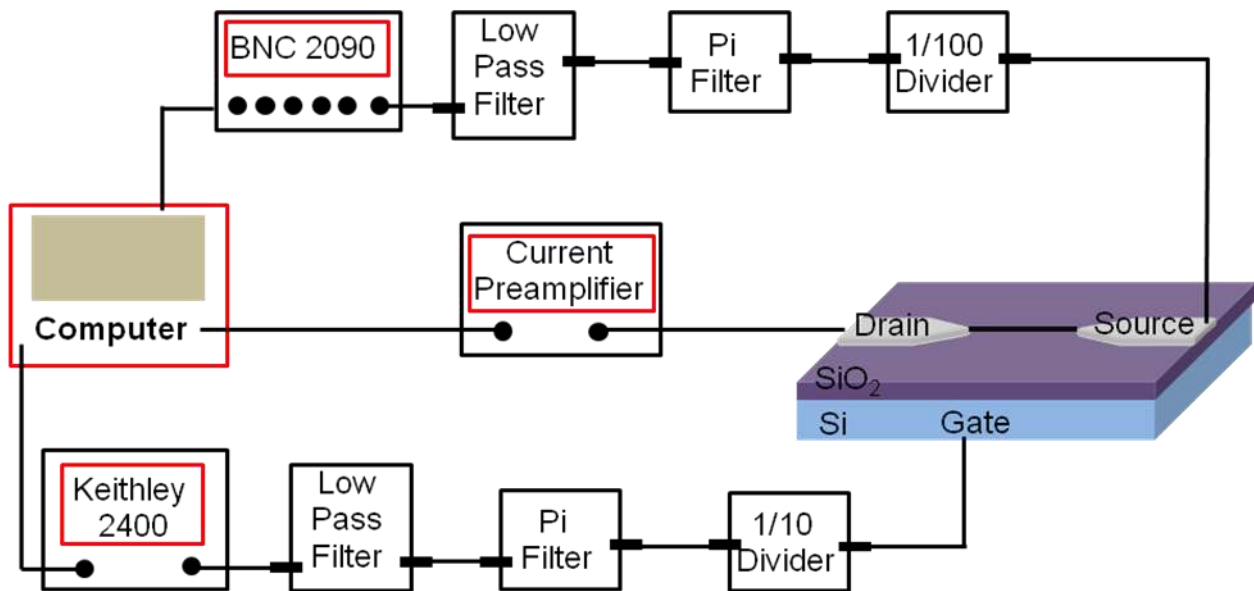 BNC 2090
Low
Pass
Filter
Pi
Filter
1/100
Divider
Computer
Current
Preamplifier
Drain
Source
SiO₂
Si
Gate
Keithley
2400
Low
Pass
Filter
Pi
Filter
1/10
Divider